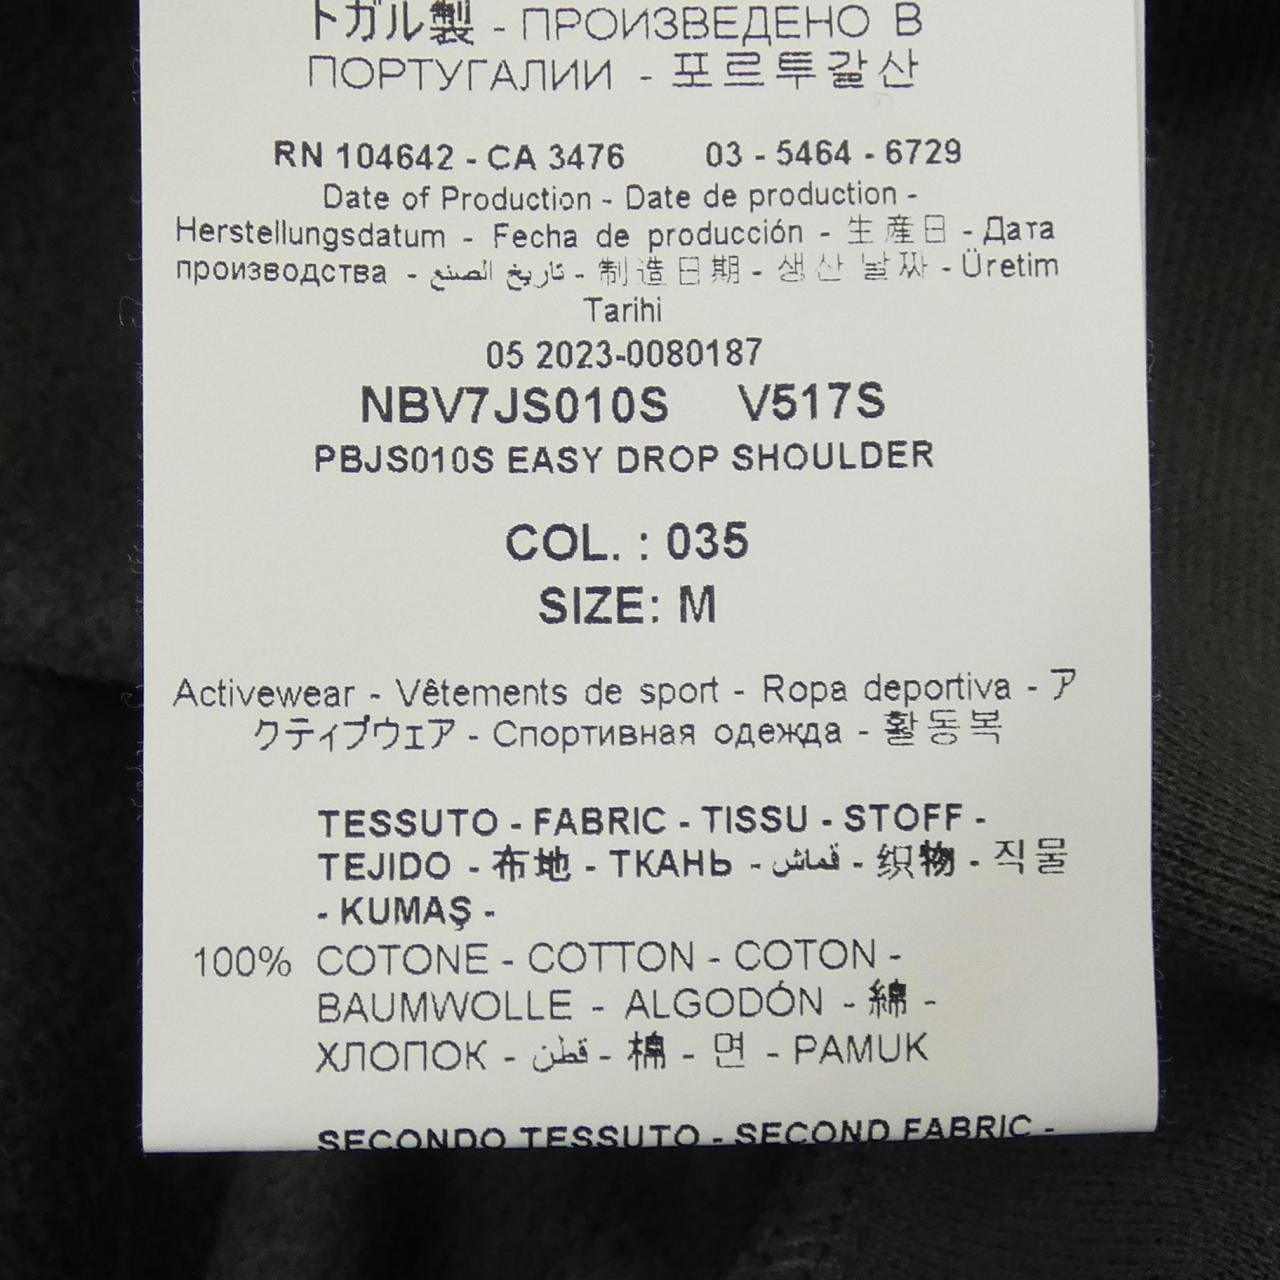 トガル製 - ПРОИЗВЕДЕНО В
ПОРТУГАЛИИ - 포르투갈산
RN 104642 - CA 3476 03 - 5464 - 6729
Date of Production - Date de production -
Herstellungsdatum - Fecha de producción - 生産日 - Дата
производства - تاريخ الصنع - 制造日期 - 생산 날짜 - Üretim
Tarihi
05 2023-0080187
NBV7JS010S V517S
PBJS010S EASY DROP SHOULDER
COL. : 035
SIZE: M
Activewear - Vêtements de sport - Ropa deportiva - ア
クティブウェア - Спортивная одежда - 활동복
TESSUTO - FABRIC - TISSU - STOFF -
TEJIDO - 布地 - ТКАНЬ - قماش - 织物 - 직물
- KUMAŞ -
100% COTONE - COTTON - COTON -
BAUMWOLLE - ALGODÓN - 綿 -
ХЛОПОК - قطن - 棉 - 면 - PAMUK
SECONDO TESSUTO - SECOND FABRIC -